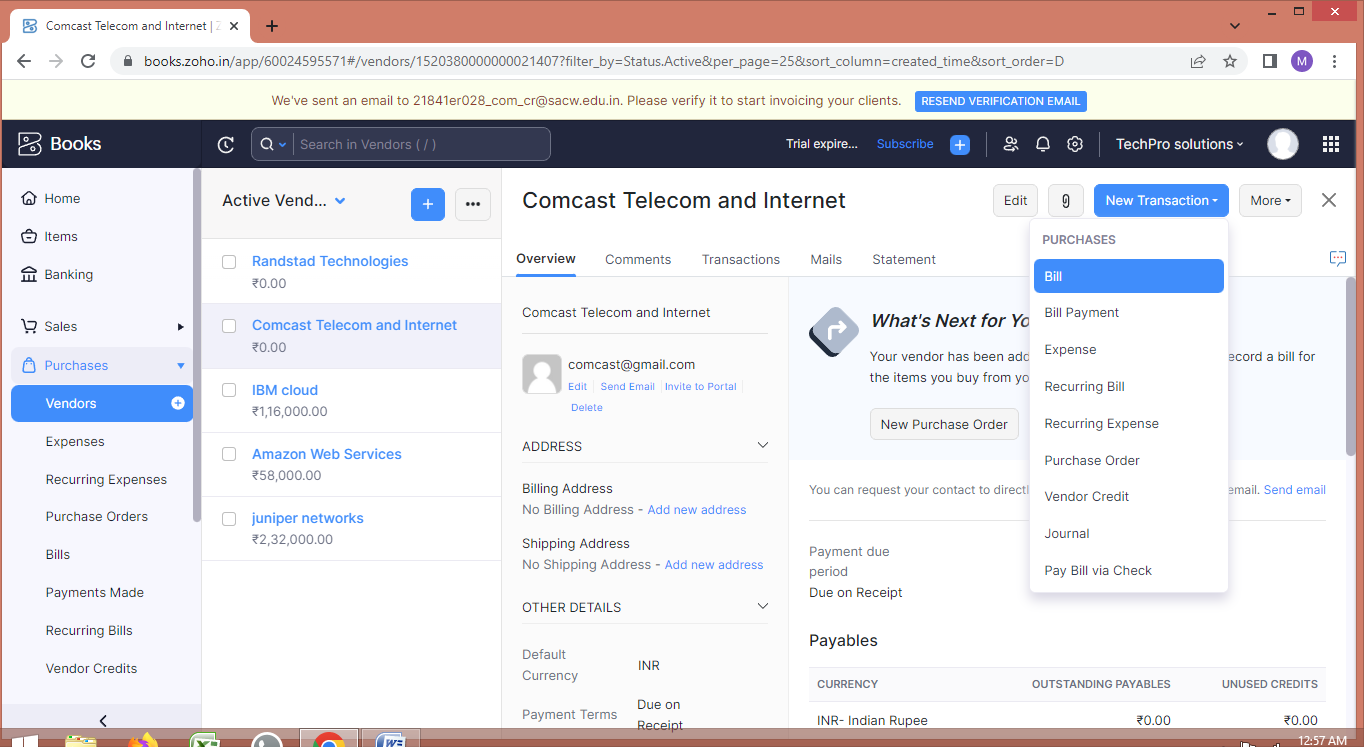 Comcast Telecom and Internet | Z
books.zoho.in/app/60024595571#/vendors/1520380000000021407?filter_by=Status.Active&per_page=25&sort_column=created_time&sort_order=D
M
We've sent an email to 21841er028_com_cr@sacw.edu.in. Please verify it to start invoicing your clients.
RESEND VERIFICATION EMAIL
Books
Search in Vendors ( / )
Trial expire...
Subscribe
TechPro solutions
Home
Items
Banking
Sales
Purchases
Vendors
Expenses
Recurring Expenses
Purchase Orders
Bills
Payments Made
Recurring Bills
Vendor Credits
Active Vend...
Randstad Technologies
₹0.00
Comcast Telecom and Internet
₹0.00
IBM cloud
₹1,16,000.00
Amazon Web Services
₹58,000.00
juniper networks
₹2,32,000.00
Comcast Telecom and Internet
Edit
New Transaction
More
Overview
Comments
Transactions
Mails
Statement
Comcast Telecom and Internet
comcast@gmail.com
Edit
Send Email
Invite to Portal
Delete
ADDRESS
Billing Address
No Billing Address - Add new address
Shipping Address
No Shipping Address - Add new address
OTHER DETAILS
Default
Currency
INR
Payment Terms
Due on
Receipt
What's Next for Yo
Your vendor has been add
ecord a bill for
the items you buy from yo
New Purchase Order
You can request your contact to directl
email. Send email
Payment due
period
Due on Receipt
Payables
CURRENCY
OUTSTANDING PAYABLES
UNUSED CREDITS
INR- Indian Rupee
₹0.00
₹0.00
PURCHASES
Bill
Bill Payment
Expense
Recurring Bill
Recurring Expense
Purchase Order
Vendor Credit
Journal
Pay Bill via Check
12:57 AM